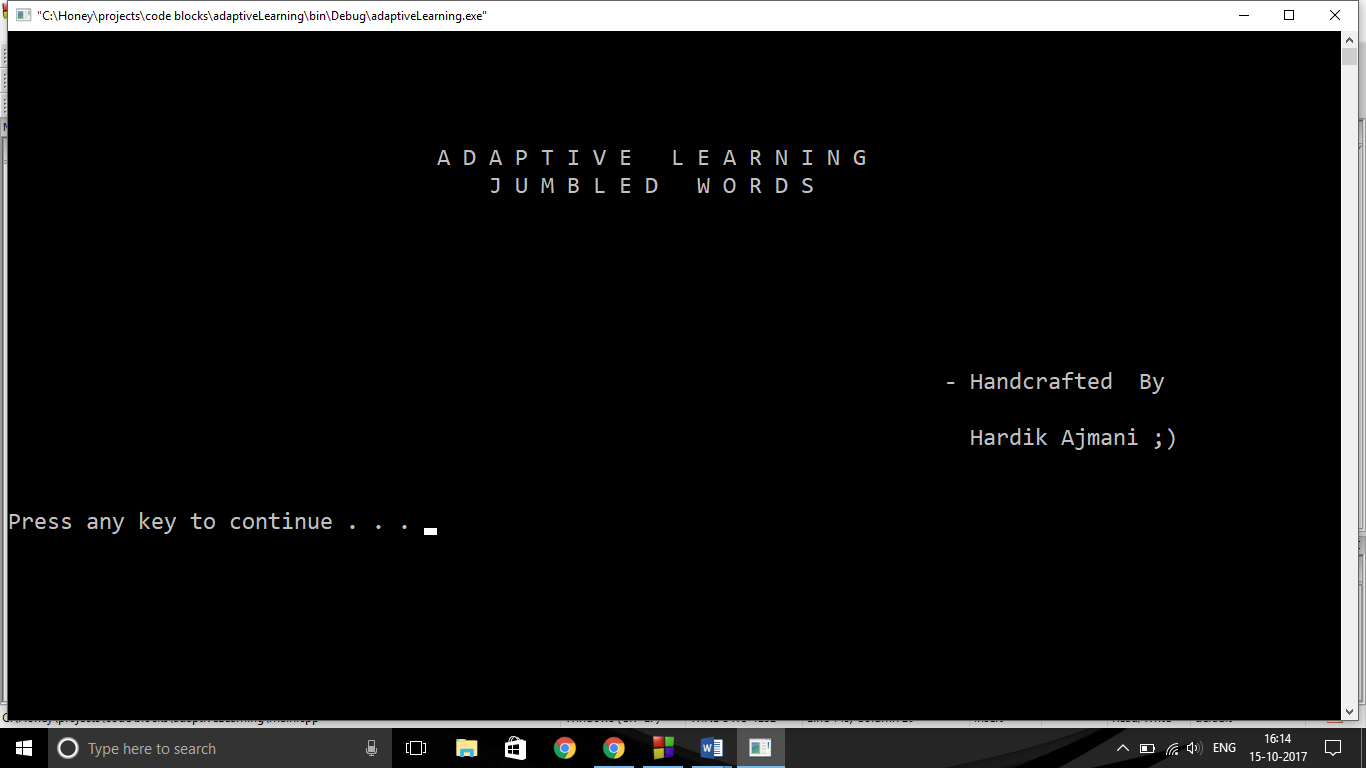 "C:\Honey\projects\code blocks\adaptiveLearning\bin\Debug\adaptiveLearning.exe"
A D A P T I V E   L E A R N I N G
J U M B L E D   W O R D S
- Handcrafted  By
Hardik Ajmani ;)
Press any key to continue . . .
Type here to search
ENG
16:14
15-10-2017